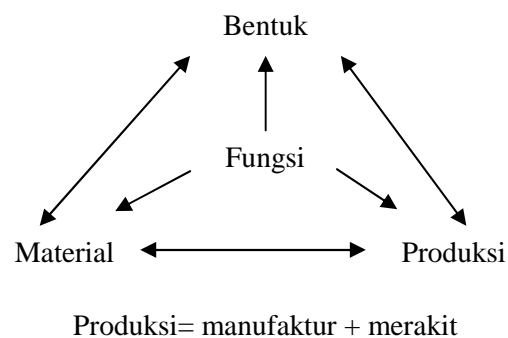 Bentuk
Fungsi
Material Produksi
Produksi= manufaktur + merakit